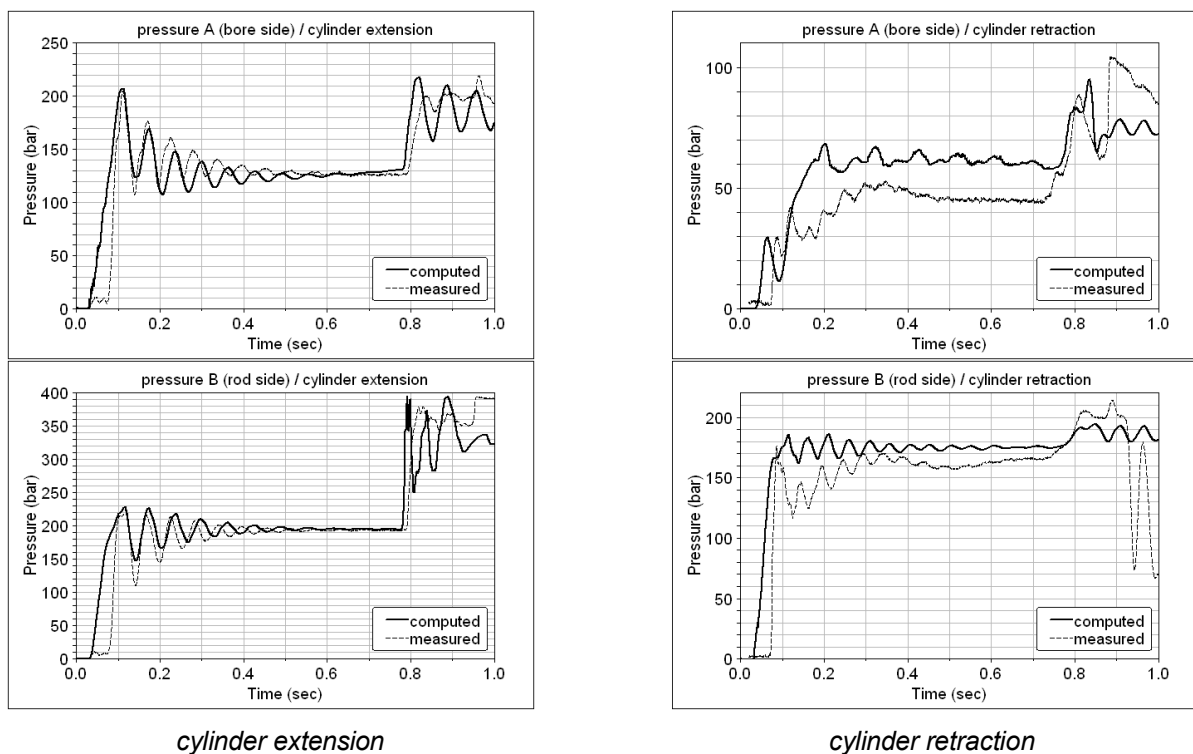 pressure A (bore side) / cylinder extension
250
200
150
100
50
0
Pressure (bar)
computed
measured
0.0 0.2 0.4 0.6 0.8 1.0
Time (sec)
pressure B (rod side) / cylinder extension
400
350
300
250
200
150
100
50
0
Pressure (bar)
computed
measured
0.0 0.2 0.4 0.6 0.8 1.0
Time (sec)
cylinder extension
pressure A (bore side) / cylinder retraction
100
50
0
Pressure (bar)
computed
measured
0.0 0.2 0.4 0.6 0.8 1.0
Time (sec)
pressure B (rod side) / cylinder retraction
200
150
100
50
0
Pressure (bar)
computed
measured
0.0 0.2 0.4 0.6 0.8 1.0
Time (sec)
cylinder retraction